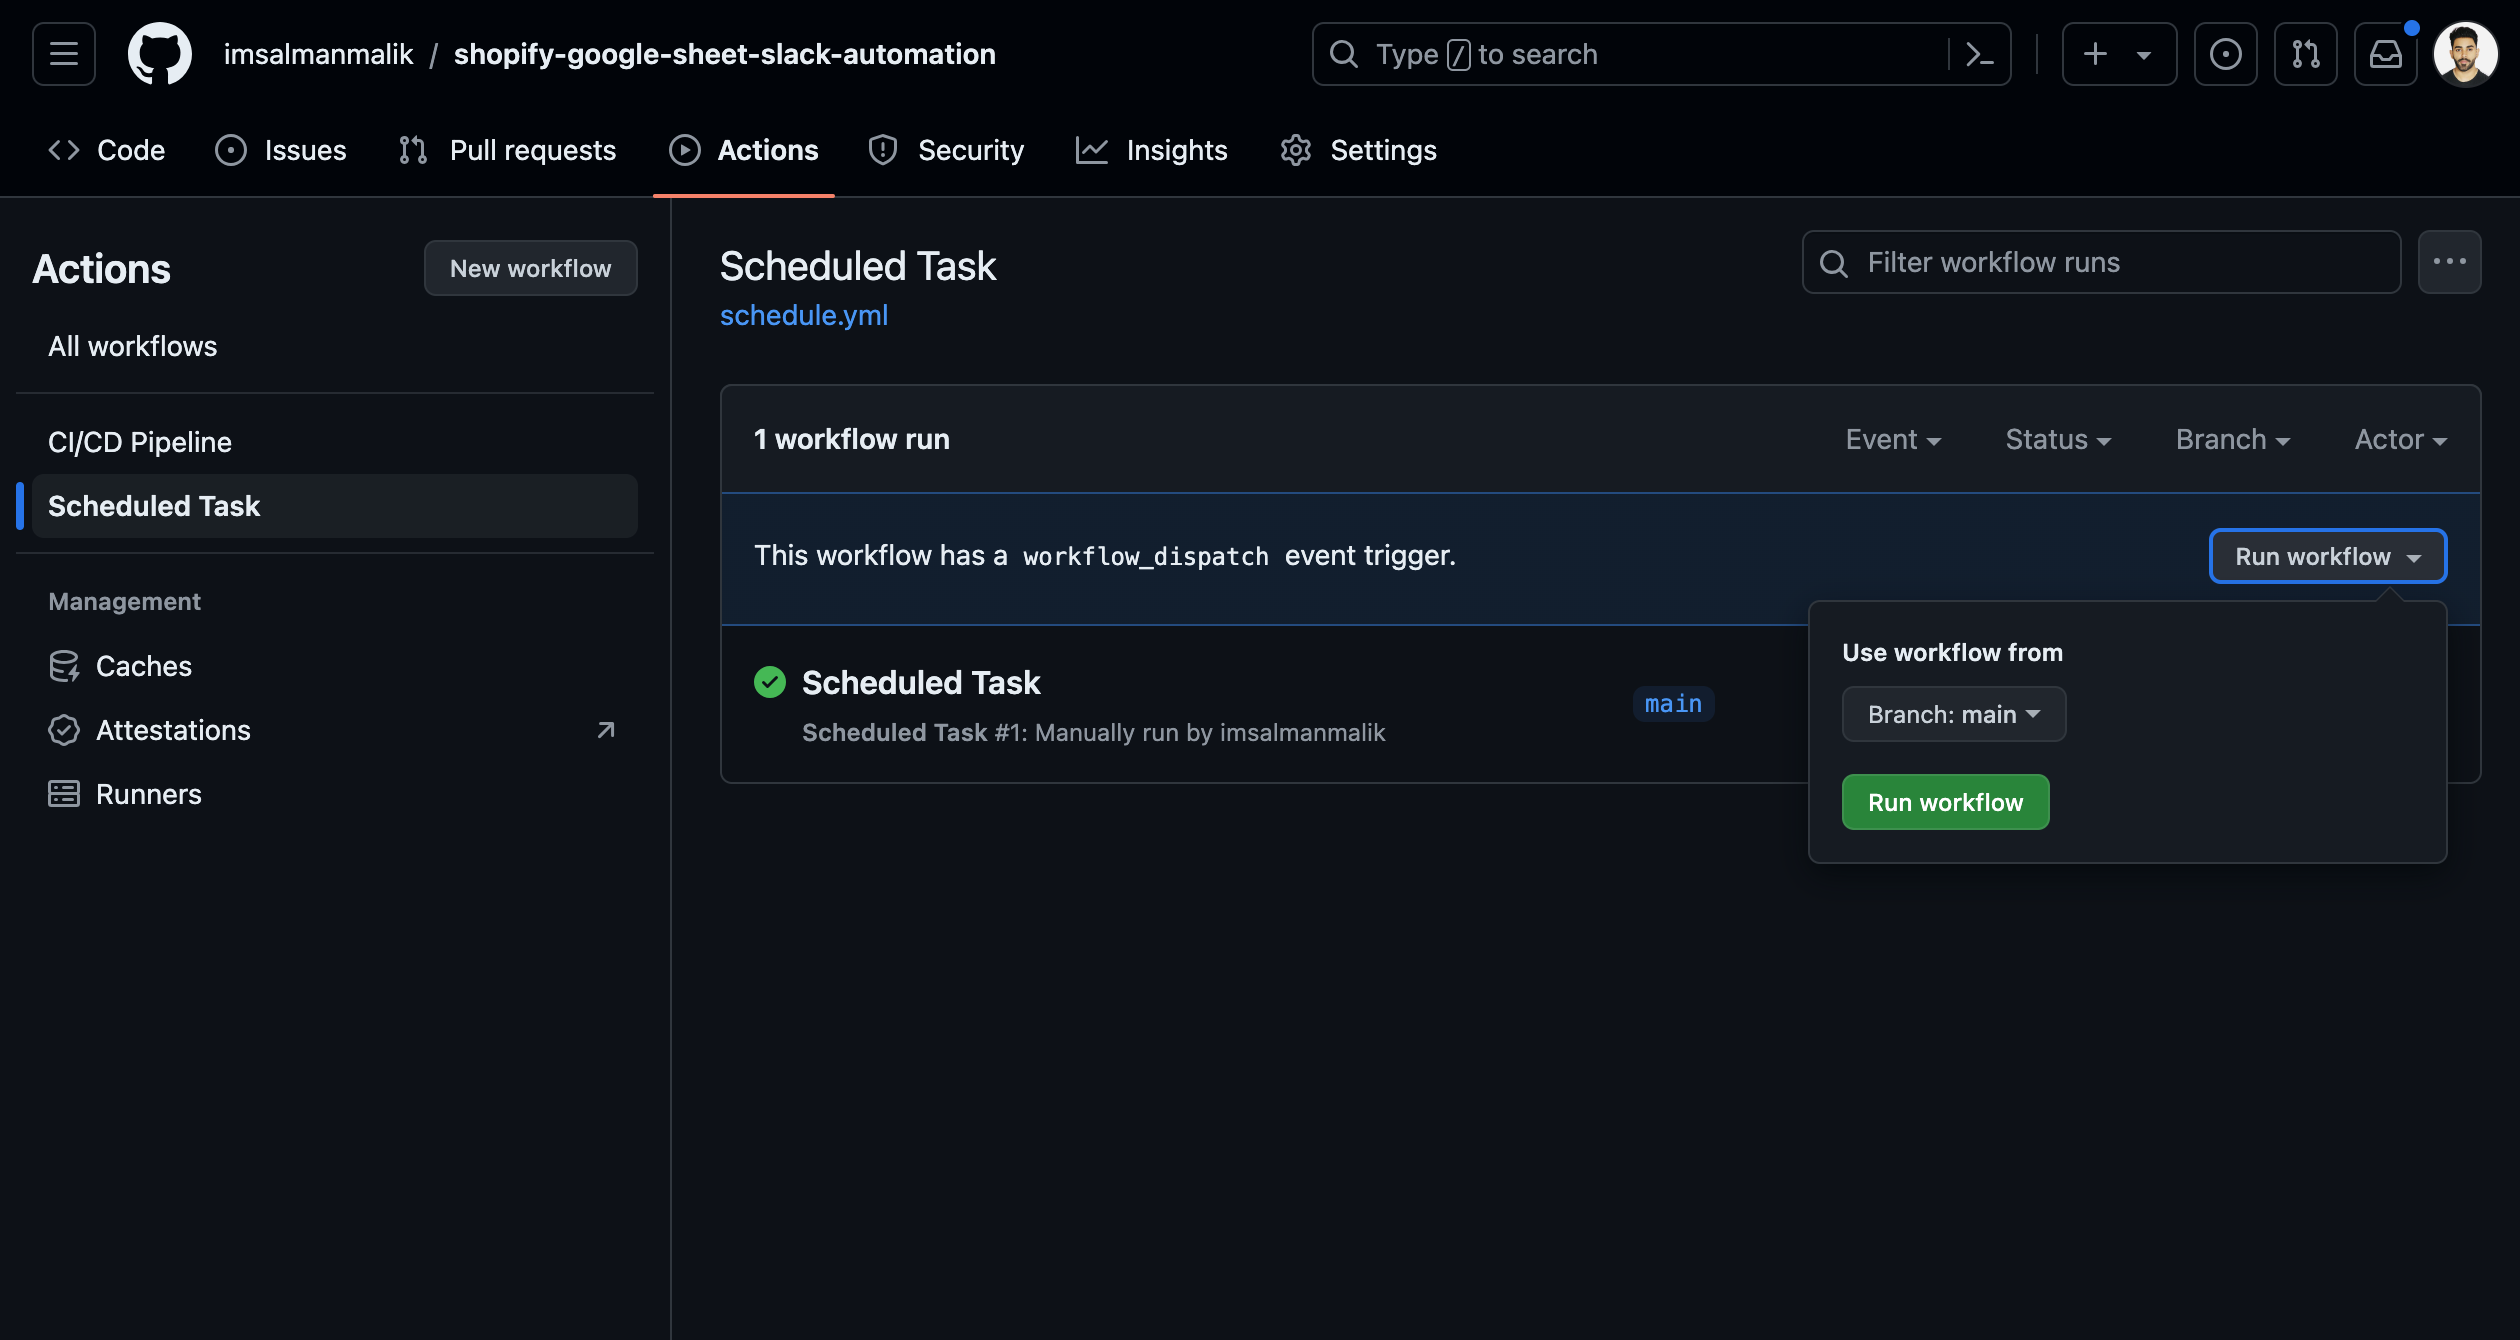 imsalmanmalik / shopify-google-sheet-slack-automation
Type / to search
Code Issues Pull requests Actions Security Insights Settings
Actions
New workflow
All workflows
CI/CD Pipeline
Scheduled Task
Management
Caches
Attestations
Runners
Scheduled Task
schedule.yml
Filter workflow runs
1 workflow run
Event Status Branch Actor
This workflow has a workflow_dispatch event trigger.
Run workflow
Scheduled Task
Scheduled Task #1: Manually run by imsalmanmalik
main
Use workflow from
Branch: main
Run workflow